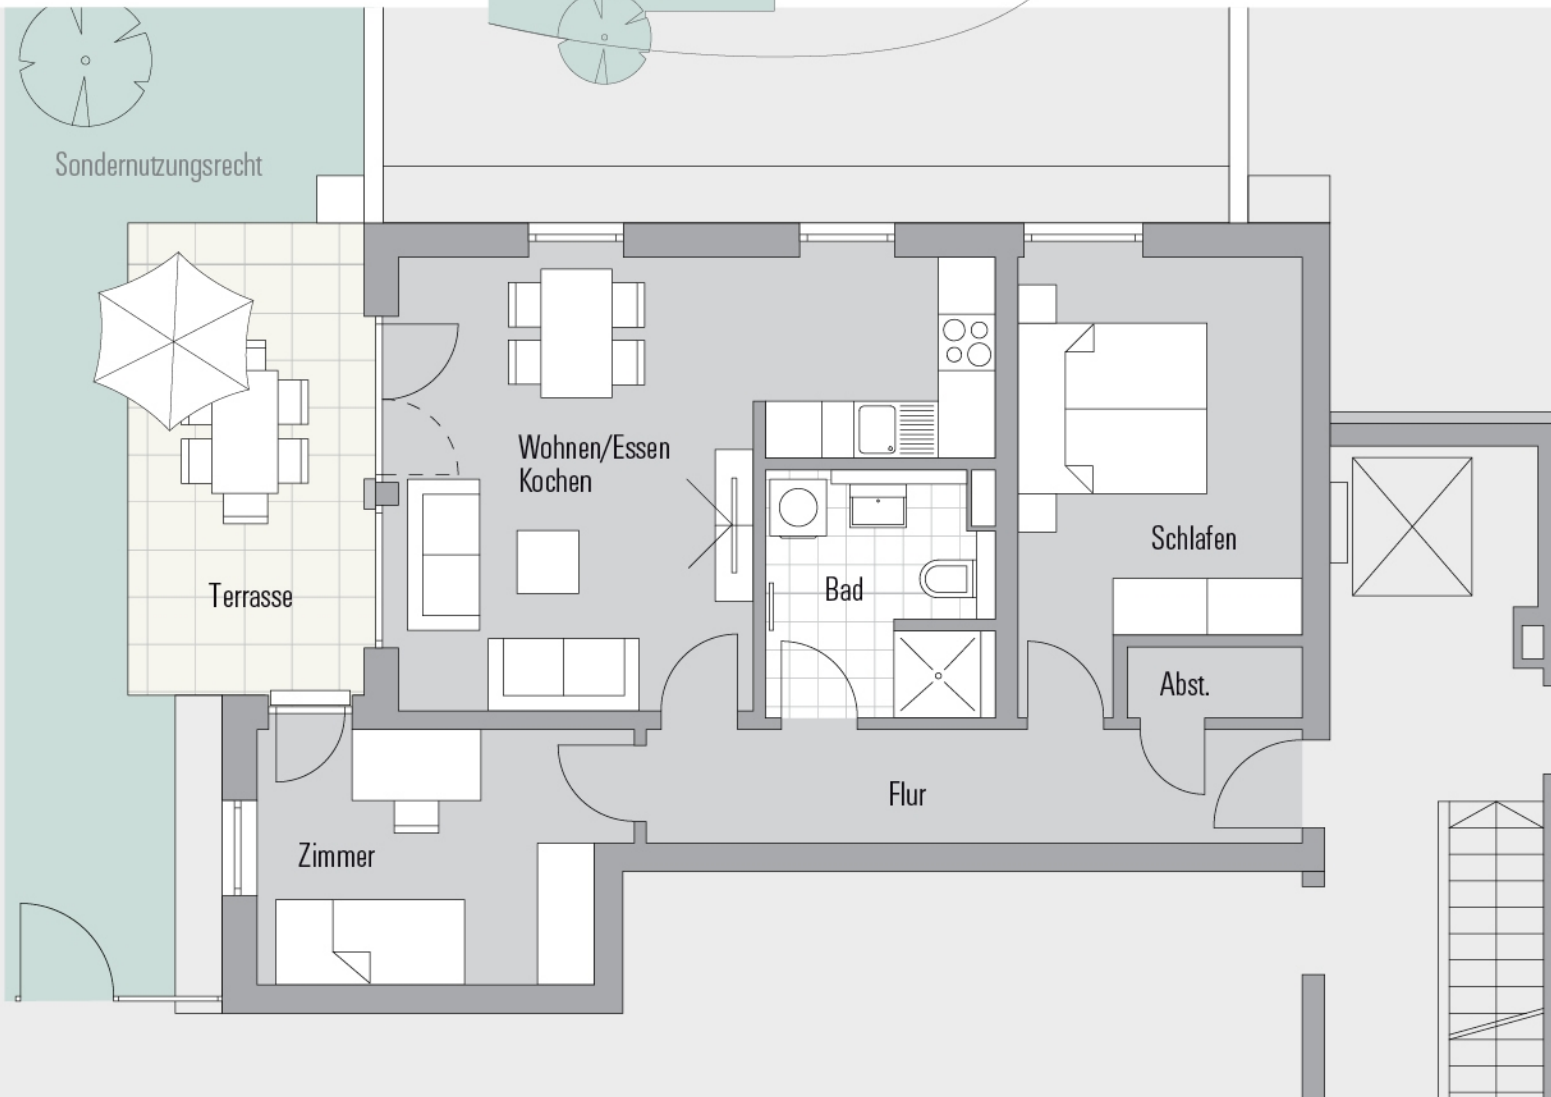 Sondernutzungsrecht
Wohnen/Essen
Kochen
Schlafen
Bad
Terrasse
Abst.
Flur
Zimmer